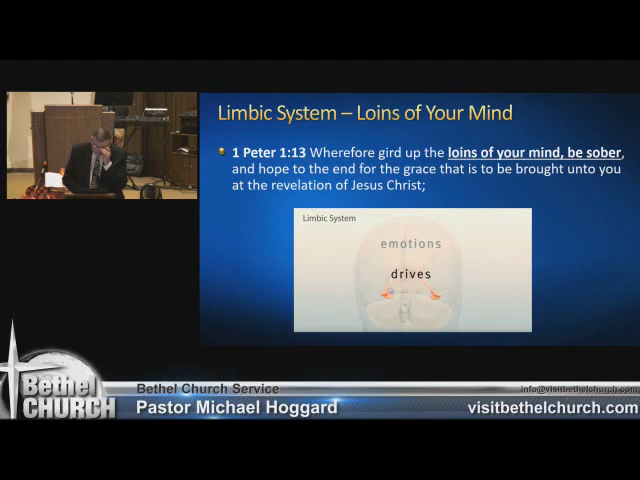 Limbic System – Loins of Your Mind
1 Peter 1:13 Wherefore gird up the loins of your mind, be sober,
and hope to the end for the grace that is to be brought unto you
at the revelation of Jesus Christ;
Limbic System
emotions
drives
Bethel
CHURCH
Bethel Church Service
info@visitbethelchurch.com
Pastor Michael Hoggard
visitbethelchurch.com